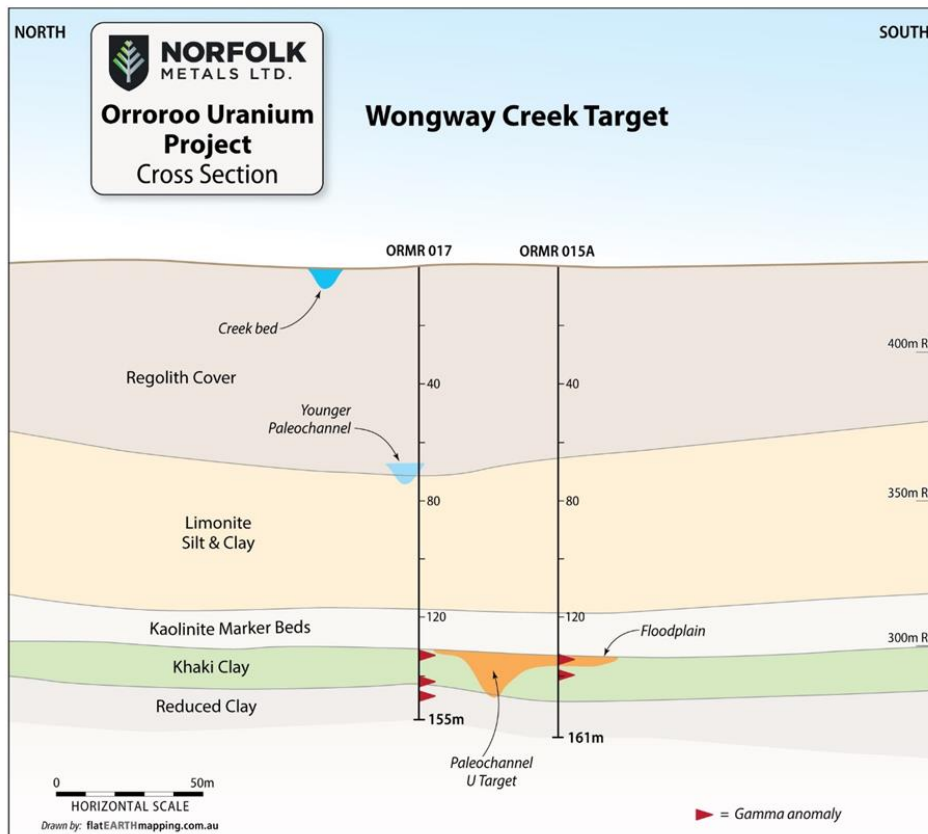 NORTH
SOUTH
NORFOLK
METALS LTD.
Orroroo Uranium
Project
Cross Section
Wongway Creek Target
ORMR 017
ORMR 015A
Creek bed
400m R
Regolith Cover
40
40
Younger
Paleochannel
80
80
350m R
Limonite
Silt & Clay
120
120
Floodplain
Kaolinite Marker Beds
300m R
Khaki Clay
Reduced Clay
155m
161m
Paleochannel
U Target
0
50m
HORIZONTAL SCALE
Drawn by: flatEARTHmapping.com.au
= Gamma anomaly